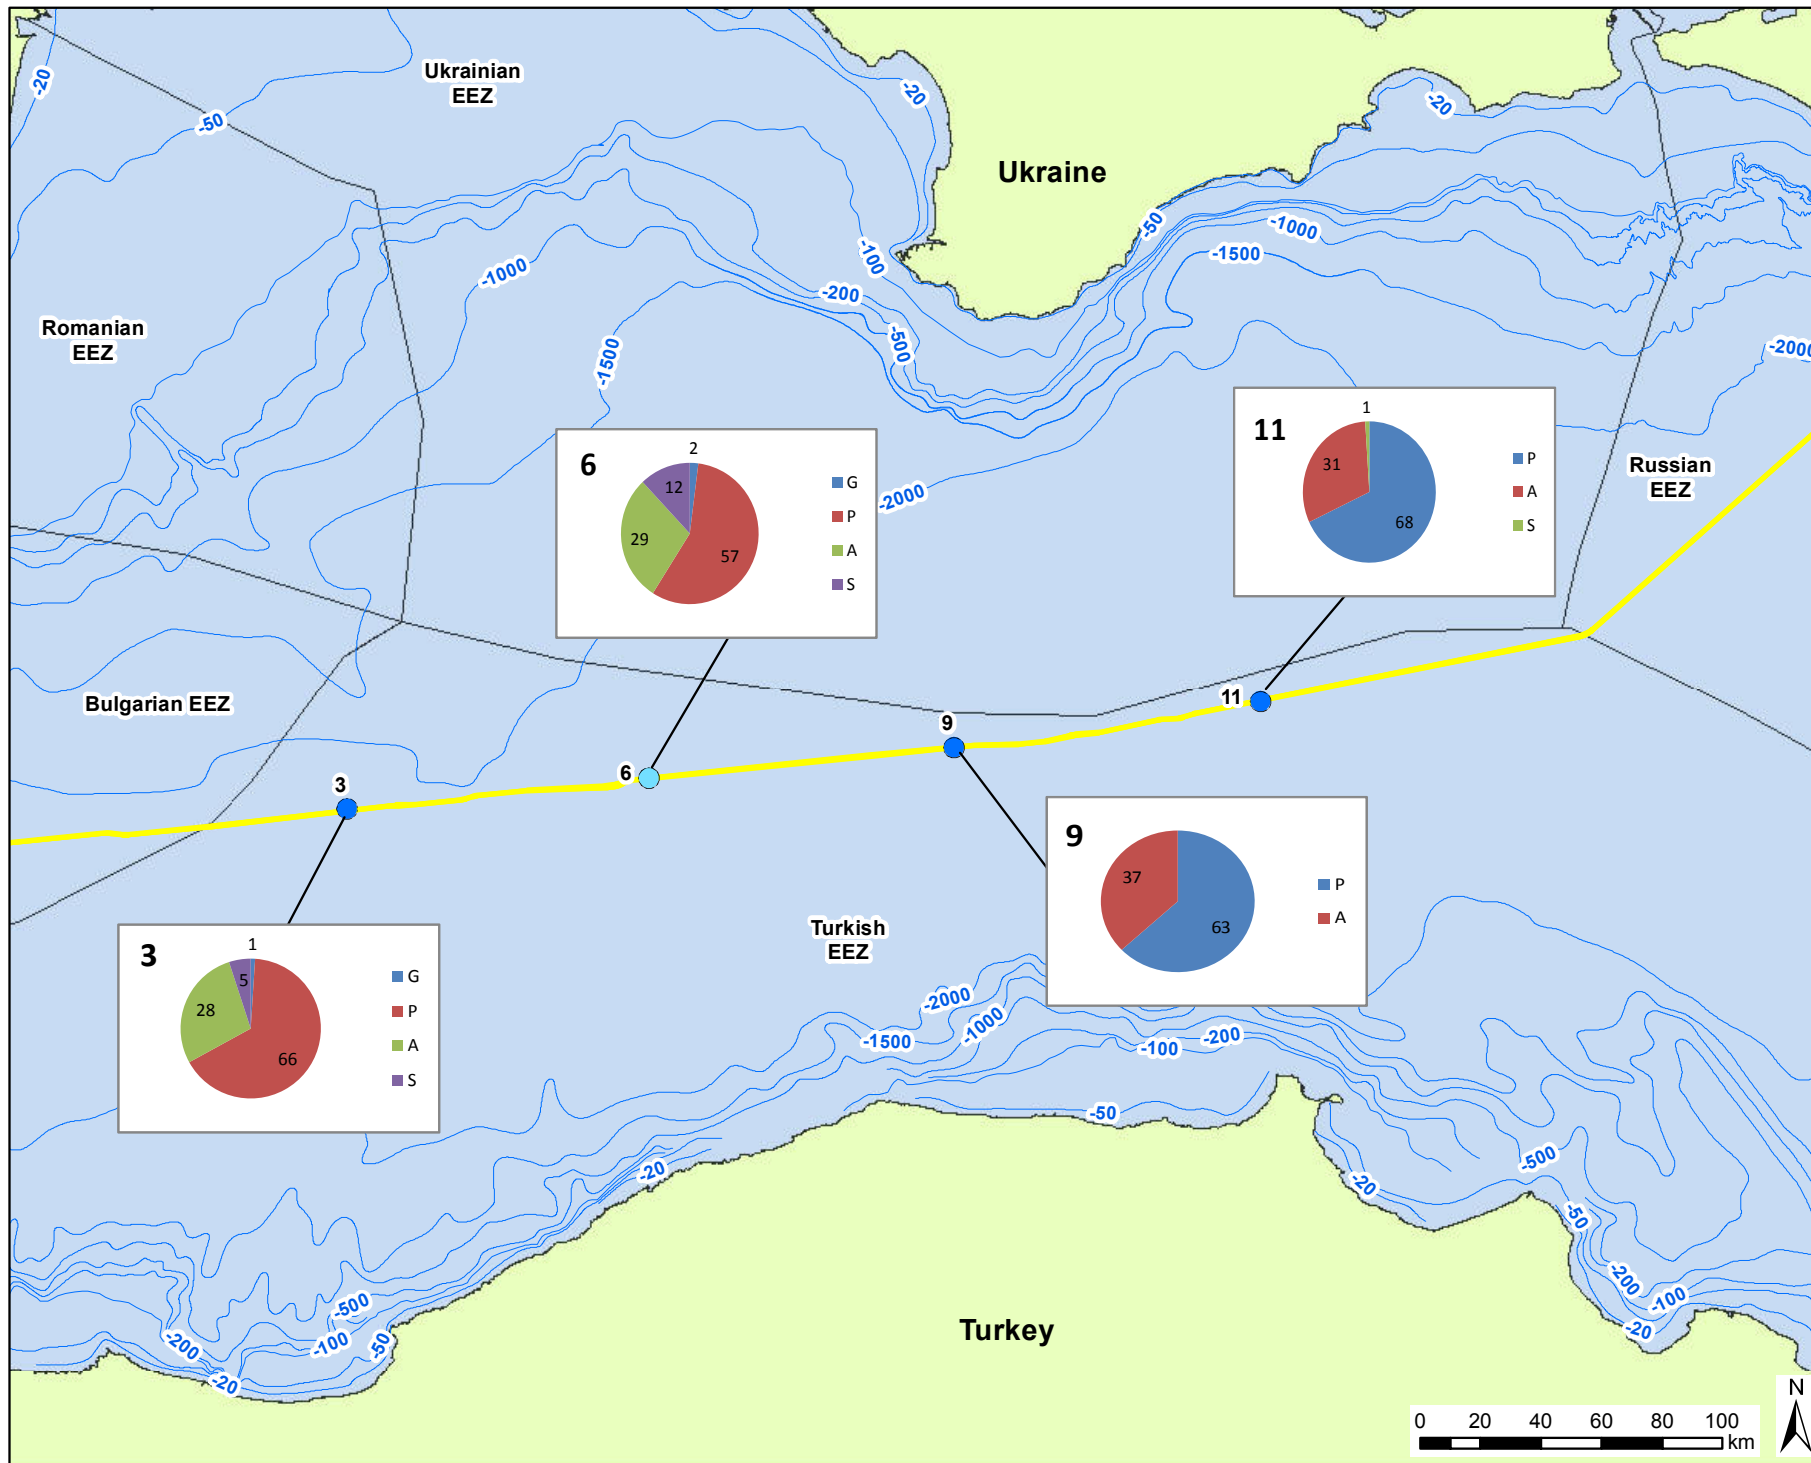 -20
Ukrainian
EEZ
-50
-20
-20
Ukraine
-50
-1000
-1500
-100
-1000
-200
-500
-1500
Romanian
EEZ
-2000
6
2
12
29
57
G
P
A
S
-2000
11
1
31
68
P
A
S
Russian
EEZ
Bulgarian EEZ
3
6
9
11
9
37
63
P
A
3
1
5
28
66
G
P
A
S
Turkish
EEZ
-2000
-1500
-1000
-100
-200
-50
-20
-500
-20
-50
-200
-100
-20
-500
-100
-50
-200
-20
Turkey
N
0 20 40 60 80 100
km